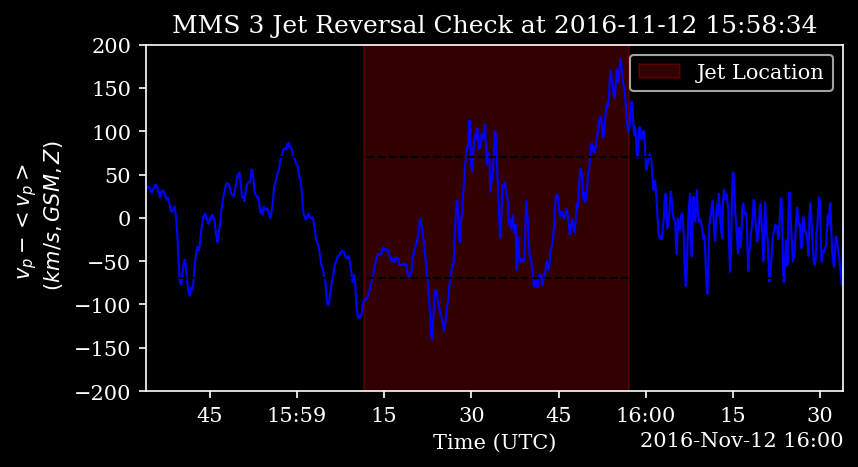 MMS 3 Jet Reversal Check at 2016-11-12 15:58:34
Jet Location
v_p − < v_p >
(km/s, GSM, Z)
200
150
100
50
0
−50
−100
−150
−200
45 15:59 15 30 45 16:00 15 30
Time (UTC)
2016-Nov-12 16:00